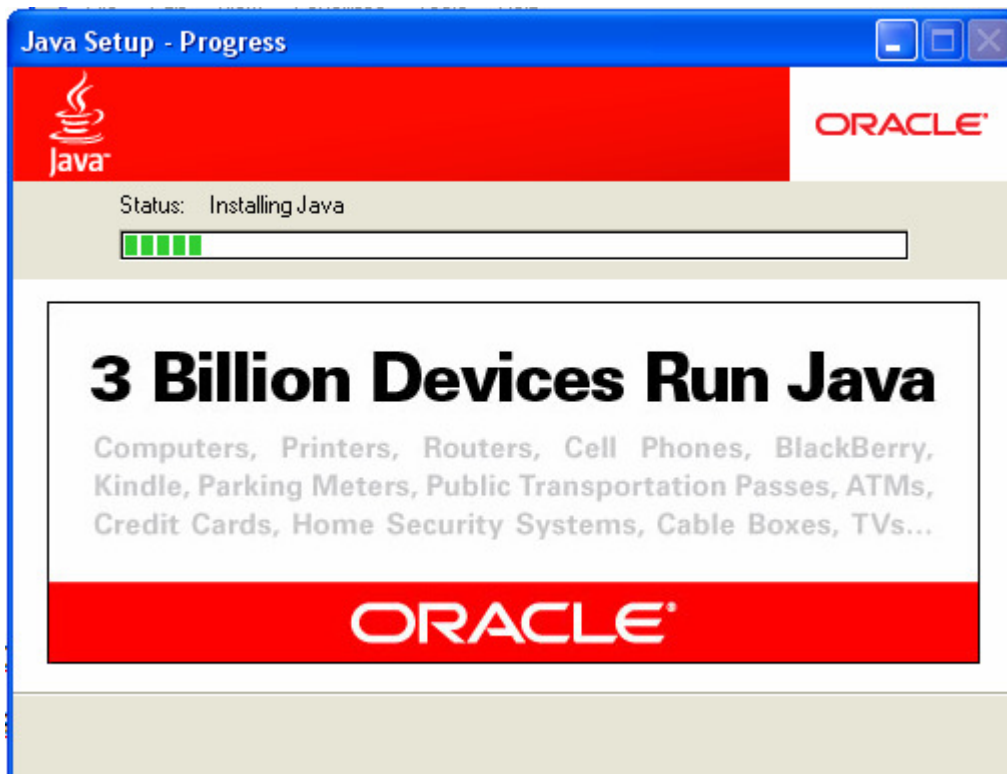 Java Setup - Progress
Java™
ORACLE®
Status: Installing Java
3 Billion Devices Run Java
Computers, Printers, Routers, Cell Phones, BlackBerry,
Kindle, Parking Meters, Public Transportation Passes, ATMs,
Credit Cards, Home Security Systems, Cable Boxes, TVs...
ORACLE®